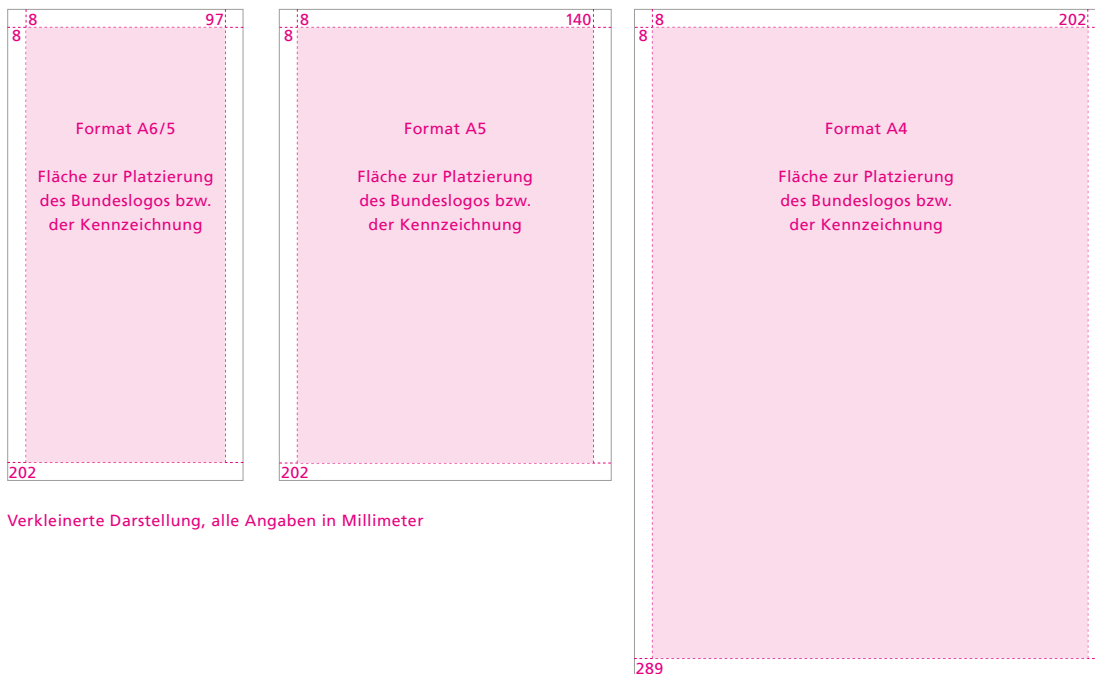 8
97
8
Format A6/5
Fläche zur Platzierung
des Bundeslogos bzw.
der Kennzeichnung
202
8
140
8
Format A5
Fläche zur Platzierung
des Bundeslogos bzw.
der Kennzeichnung
202
8
202
8
Format A4
Fläche zur Platzierung
des Bundeslogos bzw.
der Kennzeichnung
289
Verkleinerte Darstellung, alle Angaben in Millimeter